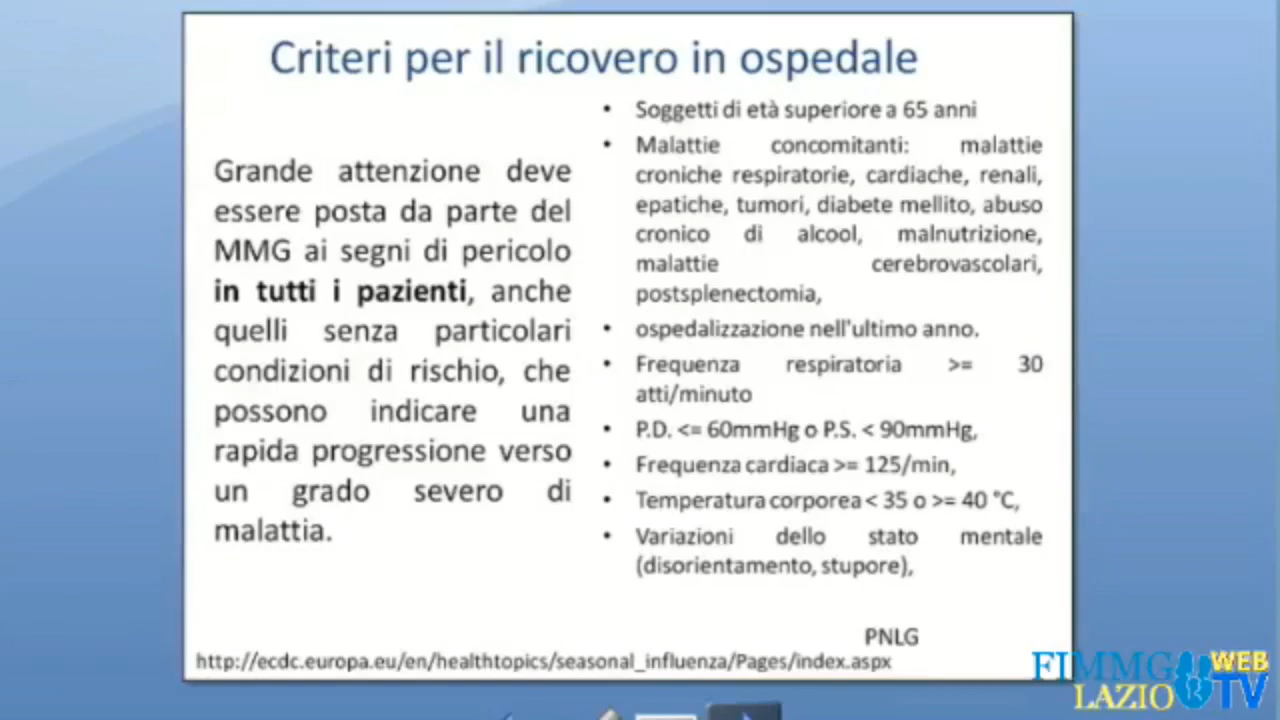 Criteri per il ricovero in ospedale
Grande attenzione deve
essere posta da parte del
MMG ai segni di pericolo
in tutti i pazienti, anche
quelli senza particolari
condizioni di rischio, che
possono indicare una
rapida progressione verso
un grado severo di
malattia.
• Soggetti di età superiore a 65 anni
• Malattie concomitanti: malattie
croniche respiratorie, cardiache, renali,
epatiche, tumori, diabete mellito, abuso
cronico di alcool, malnutrizione,
malattie cerebrovascolari,
postsplenectomia,
• ospedalizzazione nell'ultimo anno.
• Frequenza respiratoria >= 30
atti/minuto
• P.D. <= 60mmHg o P.S. < 90mmHg,
• Frequenza cardiaca >= 125/min,
• Temperatura corporea < 35 o >= 40 °C,
• Variazioni dello stato mentale
(disorientamento, stupore),
PNLG
http://ecdc.europa.eu/en/healthtopics/seasonal_influenza/Pages/index.aspx
FIMMG WEB
LAZIO TV